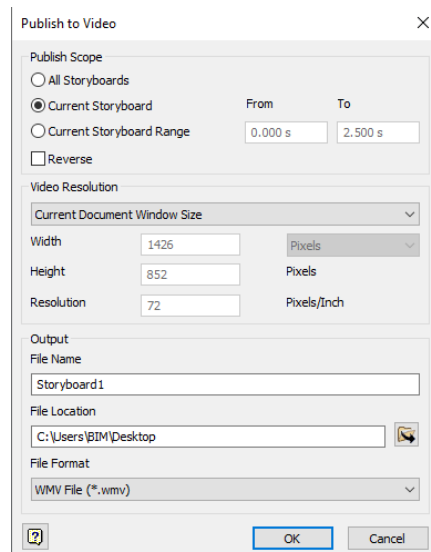 Publish to Video
Publish Scope
All Storyboards
Current Storyboard From To
Current Storyboard Range 0.000 s 2.500 s
Reverse
Video Resolution
Current Document Window Size
Width 1426 Pixels
Height 852 Pixels
Resolution 72 Pixels/Inch
Output
File Name
Storyboard1
File Location
C:\Users\BIM\Desktop
File Format
WMV File (*.wmv)
? OK Cancel